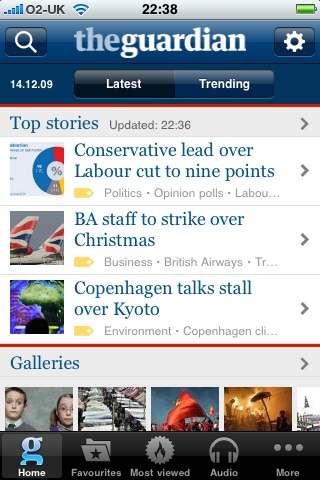 O2-UK 22:38
theguardian
14.12.09 Latest Trending
Top stories Updated: 22:36
Conservative lead over
Labour cut to nine points
Politics • Opinion polls • Labou...
BA staff to strike over
Christmas
Business • British Airways • Tr...
Copenhagen talks stall
over Kyoto
Environment • Copenhagen cli...
Galleries
g
Home Favourites Most viewed Audio More